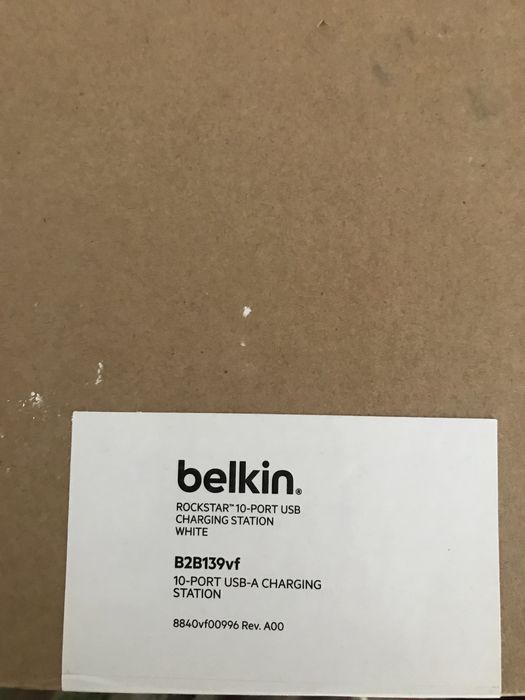 belkin®
ROCKSTAR™ 10-PORT USB
CHARGING STATION
WHITE
B2B139vf
10-PORT USB-A CHARGING
STATION
8840vf00996 Rev. A00